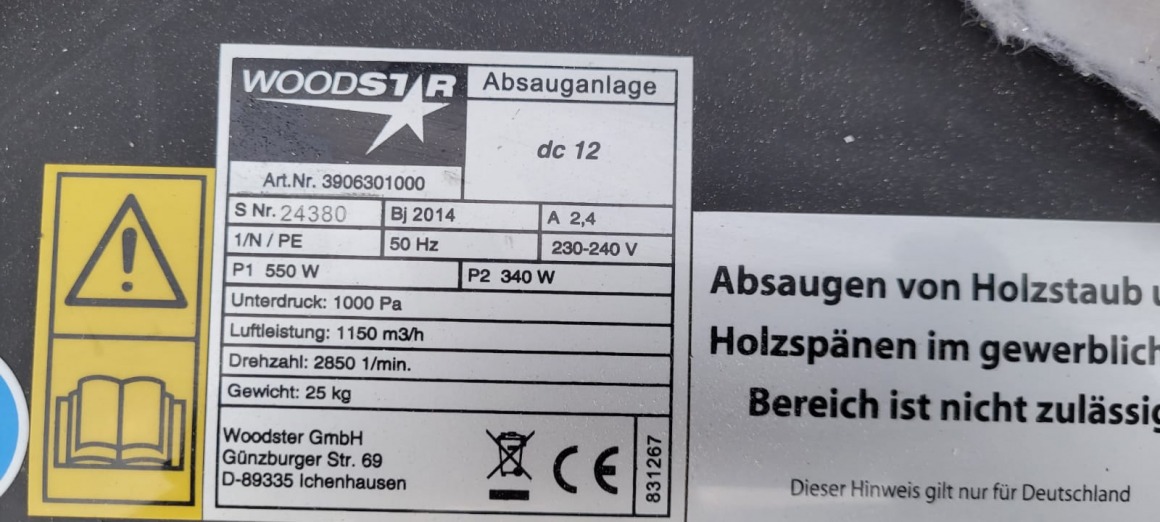 WOODSTAR
Absauganlage
dc 12
Art.Nr. 3906301000
S Nr. 24380
Bj 2014
A 2,4
1/N / PE
50 Hz
230-240 V
P1 550 W
P2 340 W
Unterdruck: 1000 Pa
Luftleistung: 1150 m3/h
Drehzahl: 2850 1/min.
Gewicht: 25 kg
Woodster GmbH
Günzburger Str. 69
D-89335 Ichenhausen
CE
831267
Absaugen von Holzstaub
Holzspänen im
Bereich ist nicht
Dieser Hinweis gilt nur für Deutschland